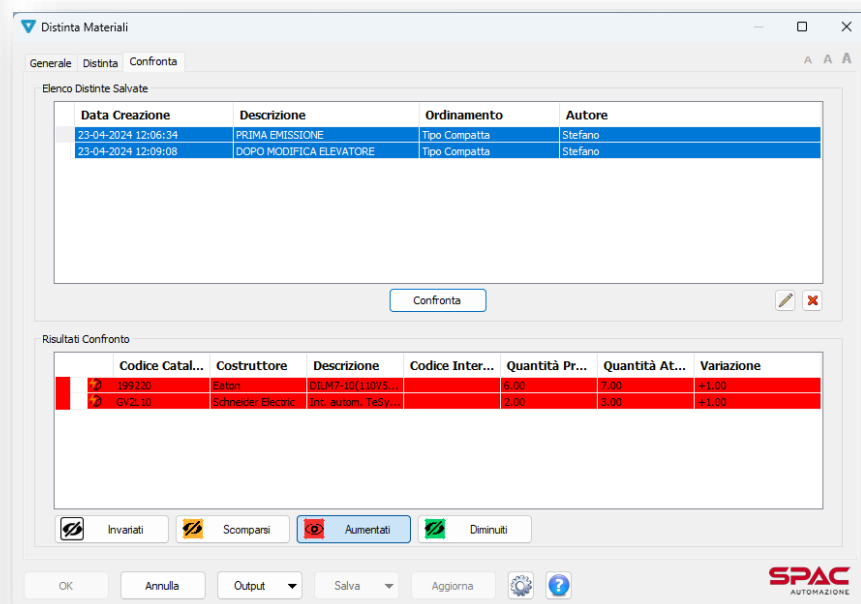 Distinta Materiali
Generale Distinta Confronta
A A A
Elenco Distinte Salvate
Data Creazione Descrizione Ordinamento Autore
23-04-2024 12:06:34 PRIMA EMISSIONE Tipo Compatta Stefano
23-04-2024 12:09:08 DOPO MODIFICA ELEVATORE Tipo Compatta Stefano
Confronta
Risultati Confronto
Codice Catal... Costruttore Descrizione Codice Inter... Quantità Pr... Quantità At... Variazione
199220 Eaton DILM7-10(110V5... 6.00 7.00 +1.00
GV2L10 Schneider Electric Int. autom. TeSy... 2.00 3.00 +1.00
Invariati Scomparsi Aumentati Diminuiti
OK Annulla Output Salva Aggiorna ?
SPAC
AUTOMAZIONE